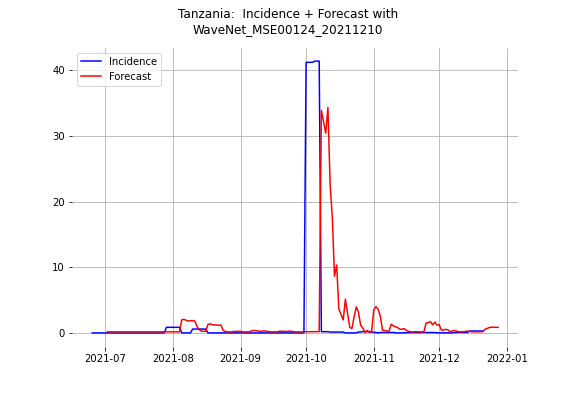 Tanzania:  Incidence + Forecast with
WaveNet_MSE00124_20211210
Incidence
Forecast
40
30
20
10
0
2021-07 2021-08 2021-09 2021-10 2021-11 2021-12 2022-01